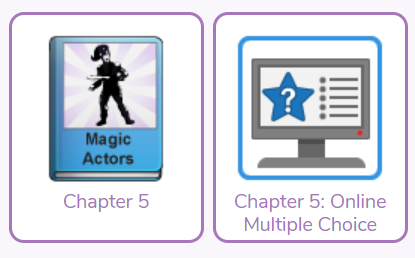 Magic
Actors
Chapter 5
?
Chapter 5: Online
Multiple Choice